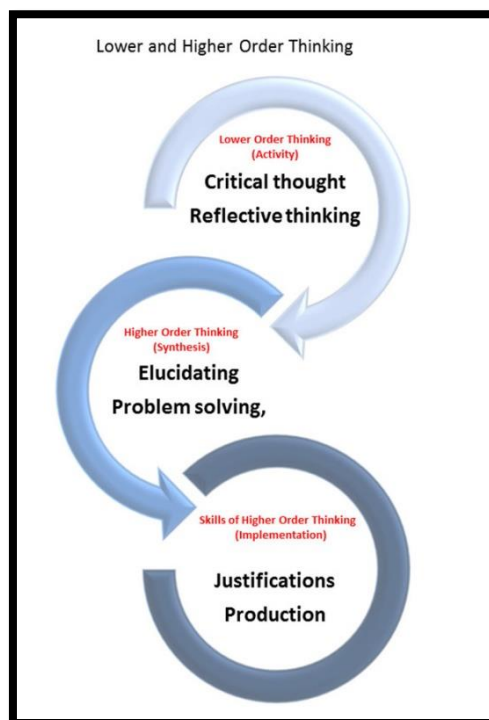 Lower and Higher Order Thinking
Lower Order Thinking
(Activity)
Critical thought
Reflective thinking
Higher Order Thinking
(Synthesis)
Elucidating
Problem solving,
Skills of Higher Order Thinking
(Implementation)
Justifications
Production